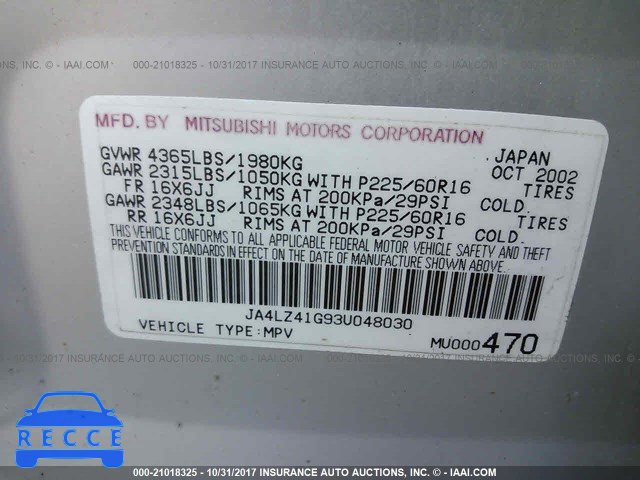 000-21018325 - 10/31/2017 INSURANCE AUTO AUCTIONS, INC. © - IAAI.COM
MFD. BY MITSUBISHI MOTORS CORPORATION
GVWR 4365LBS/1980KG JAPAN
GAWR 2315LBS/1050KG WITH P225/60R16 OCT 2002
FR 16X6JJ RIMS AT 200KPa/29PSI COLD. TIRES
GAWR 2348LBS/1065KG WITH P225/60R16 TIRES
RR 16X6JJ RIMS AT 200KPa/29PSI COLD.
THIS VEHICLE CONFORMS TO ALL APPLICABLE FEDERAL MOTOR VEHICLE SAFETY AND THEFT
PREVENTION STANDARDS IN EFFECT ON THE DATE OF MANUFACTURE SHOWN ABOVE.
JA4LZ41G93U048030
VEHICLE TYPE:MPV MU000470
RECCE
000-21018325 - 10/31/2017 INSURANCE AUTO AUCTIONS, INC. © - IAAI.COM